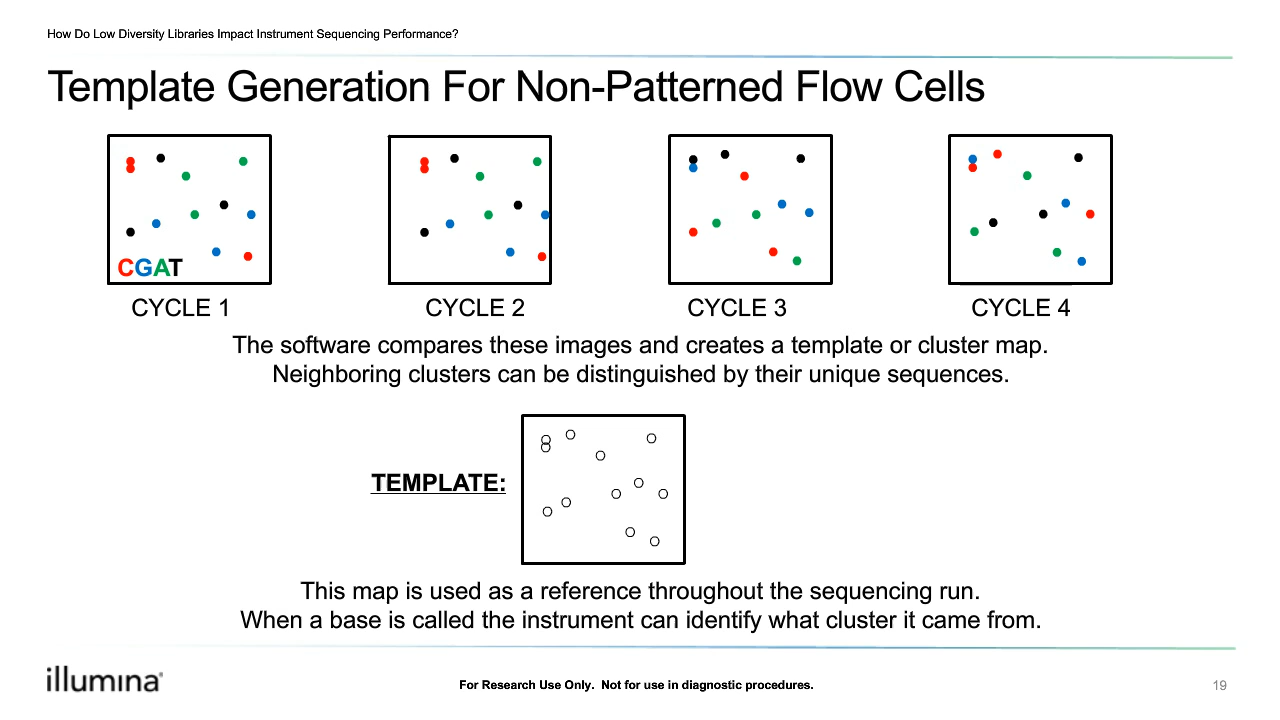 How Do Low Diversity Libraries Impact Instrument Sequencing Performance?
Template Generation For Non-Patterned Flow Cells
CGAT
CYCLE 1
CYCLE 2
CYCLE 3
CYCLE 4
The software compares these images and creates a template or cluster map.
Neighboring clusters can be distinguished by their unique sequences.
TEMPLATE:
This map is used as a reference throughout the sequencing run.
When a base is called the instrument can identify what cluster it came from.
illumina®
For Research Use Only. Not for use in diagnostic procedures.
19